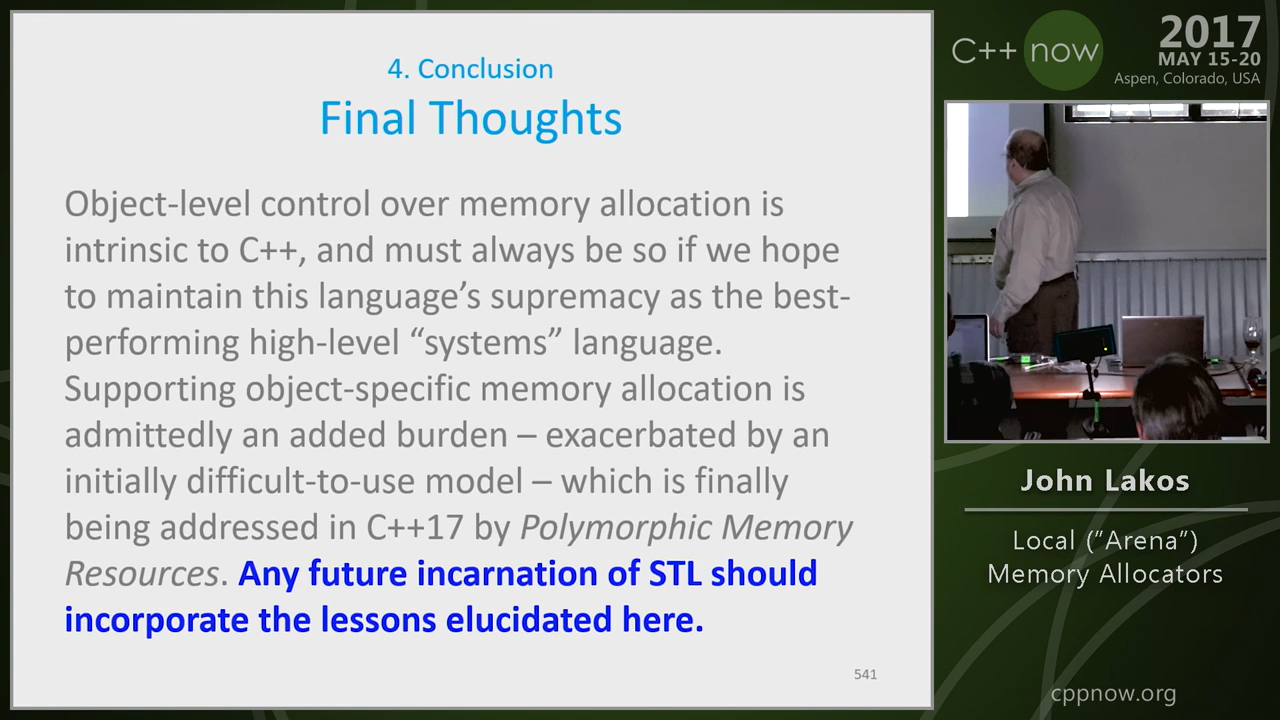 4. Conclusion
Final Thoughts
Object-level control over memory allocation is
intrinsic to C++, and must always be so if we hope
to maintain this language’s supremacy as the best-
performing high-level “systems” language.
Supporting object-specific memory allocation is
admittedly an added burden – exacerbated by an
initially difficult-to-use model – which is finally
being addressed in C++17 by Polymorphic Memory
Resources. Any future incarnation of STL should
incorporate the lessons elucidated here.
541
C++ now
2017
MAY 15-20
Aspen, Colorado, USA
John Lakos
Local ("Arena")
Memory Allocators
cppnow.org